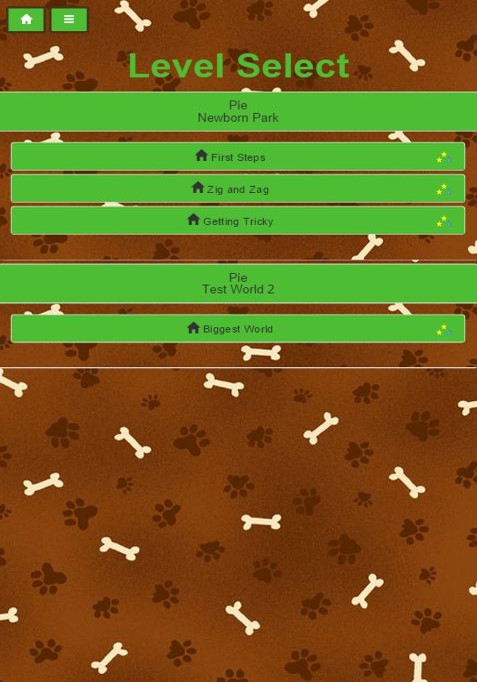 Level Select
Pie
Newborn Park
First Steps
Zig and Zag
Getting Tricky
Pie
Test World 2
Biggest World